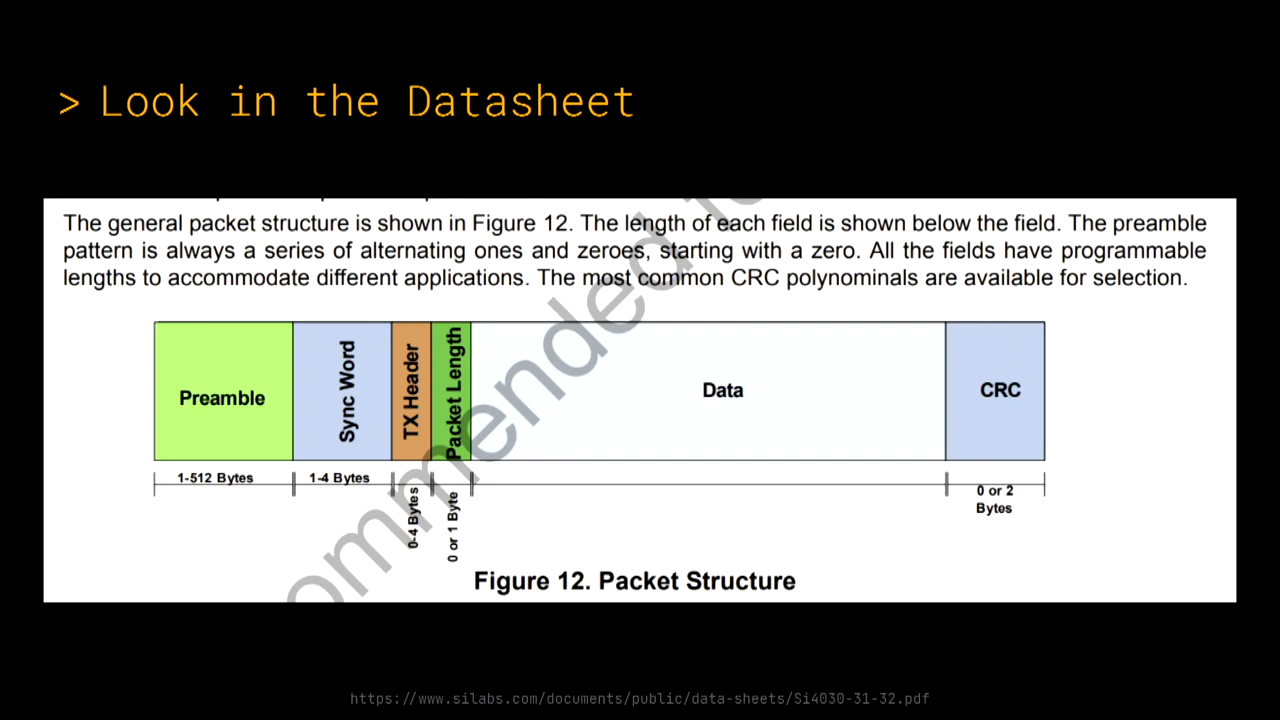 > Look in the Datasheet
The general packet structure is shown in Figure 12. The length of each field is shown below the field. The preamble
pattern is always a series of alternating ones and zeroes, starting with a zero. All the fields have programmable
lengths to accommodate different applications. The most common CRC polynominals are available for selection.
Preamble
Sync Word
TX Header
Packet Length
Data
CRC
1-512 Bytes
1-4 Bytes
0-4 Bytes
0 or 1 Byte
0 or 2
Bytes
Figure 12. Packet Structure
ommended
https://www.silabs.com/documents/public/data-sheets/Si4030-31-32.pdf